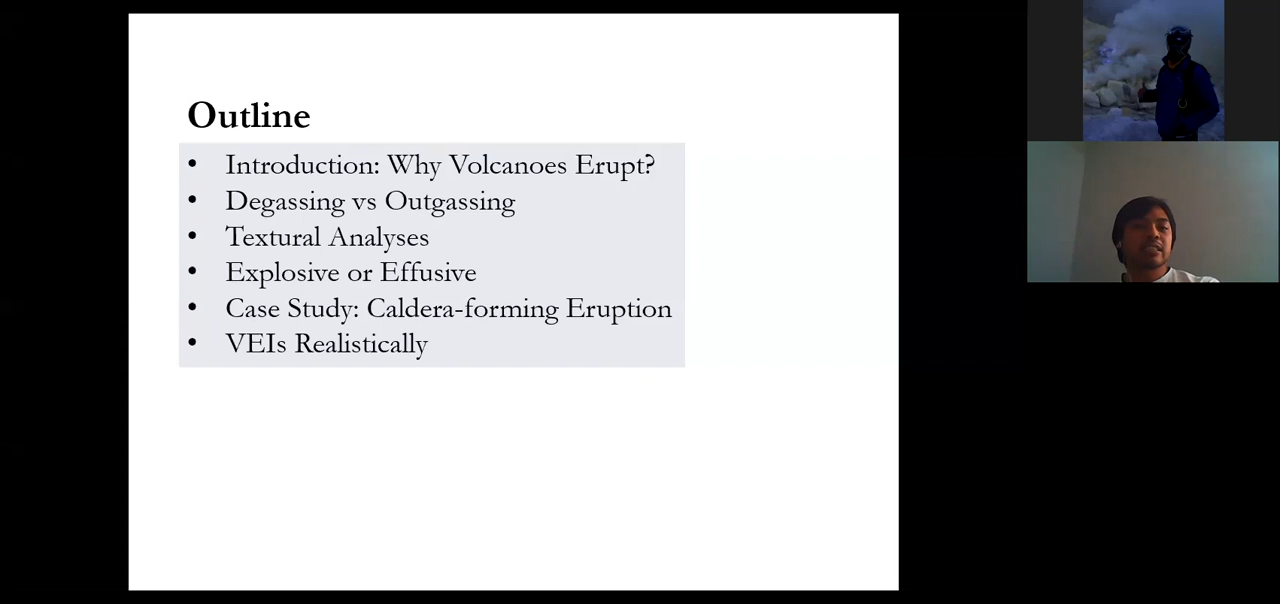 Outline
• Introduction: Why Volcanoes Erupt?
• Degassing vs Outgassing
• Textural Analyses
• Explosive or Effusive
• Case Study: Caldera-forming Eruption
• VEIs Realistically